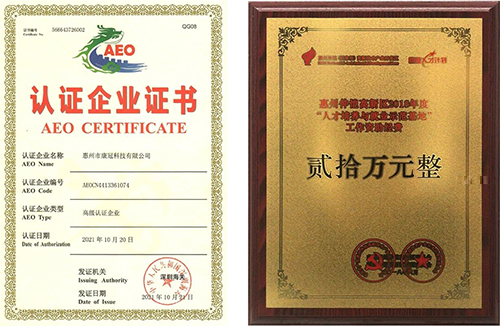 证书编号
Certificate No.
566643726002
QG08
AEO
认证企业证书
AEO CERTIFICATE
认证企业名称
AEO Name
惠州市康冠科技有限公司
认证企业编号
AEO Code
AEOCN4413361074
认证企业类型
AEO Type
高级认证企业
认证日期
Date of Authorization
2021 年 10 月 20 日
发证机关
Issuing Authority
深圳海关
发证日期
Date of Issue
2021 年 10 月 21 日
惠州仲恺高新区2018年度
“人才培养与就业示范基地”
工作资助经费
贰拾万元整